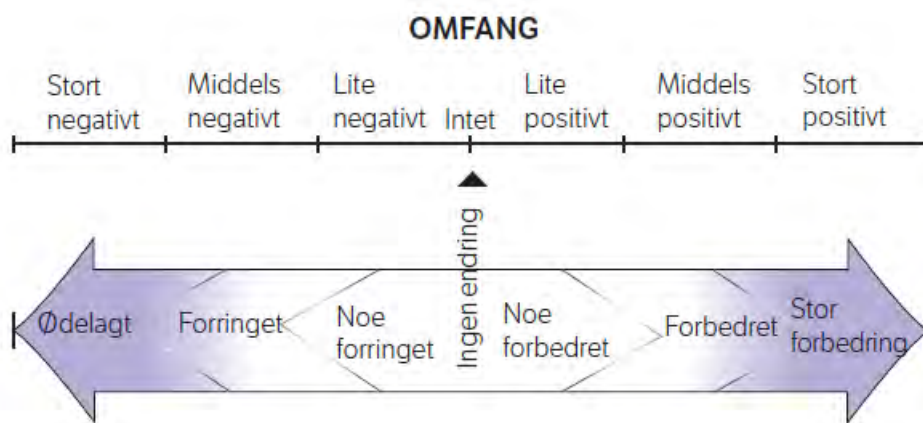 OMFANG
Stort negativt
Middels negativt
Lite negativt
Intet
Lite positivt
Middels positivt
Stort positivt
Ingen endring
Ødelagt
Forringet
Noe forringet
Noe forbedret
Forbedret
Stor forbedring